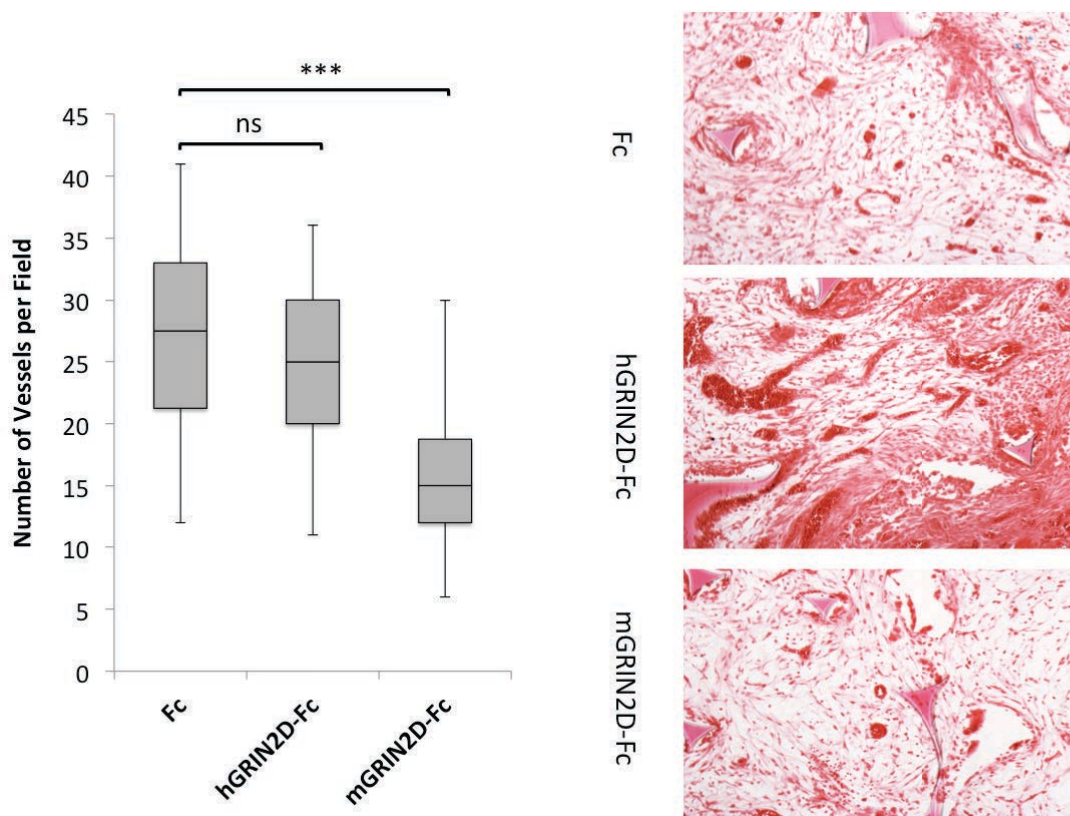 ***
ns
45
40
35
30
25
20
15
10
5
0
Number of Vessels per Field
Fc
hGRIN2D-Fc
mGRIN2D-Fc
Fc
hGRIN2D-Fc
mGRIN2D-Fc